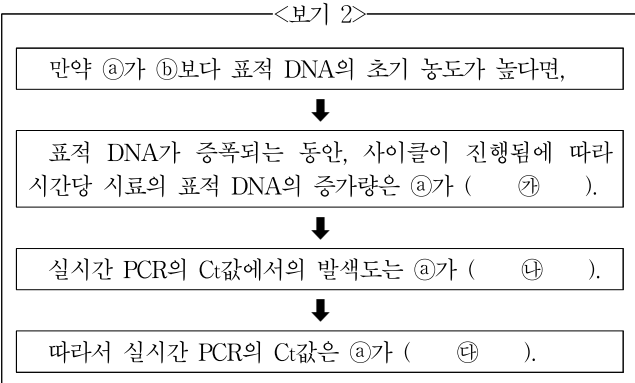 <보기 2>
만약 ⓐ가 ⓑ보다 표적 DNA의 초기 농도가 높다면,
표적 DNA가 증폭되는 동안, 사이클이 진행됨에 따라
시간당 시료의 표적 DNA의 증가량은 ⓐ가 ( ㉮ ).
실시간 PCR의 Ct값에서의 발색도는 ⓐ가 ( ㉯ ).
따라서 실시간 PCR의 Ct값은 ⓐ가 ( ㉰ ).